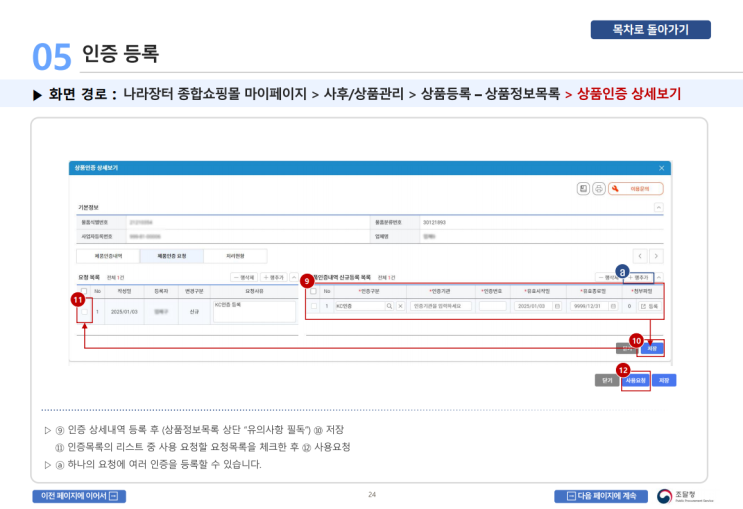 목차로 돌아가기
05 인증 등록
▶ 화면 경로 : 나라장터 종합쇼핑몰 마이페이지 > 사후/상품관리 > 상품등록 – 상품정보목록 > 상품인증 상세보기
상품인증 상세보기
이용문의
기본정보
물품식별번호
물품분류번호 30121893
사업자등록번호
업체명
제품인증내역 제품인증 요청 처리현황
ⓐ
요청 목록 전체 1건 행삭제 행추가
⑨ 인증내역 신규등록 목록 전체 1건 행삭제 행추가
No 작성일 등록자 변경구분 요청사유
No *인증구분 *인증기관 *인증번호 *유효시작일 *유효종료일 *첨부파일
⑪ 1 2025/01/03 신규 KC인증 등록
1 KC인증 인증기관을 입력하세요 2025/01/03 9999/12/31 0 등록
⑩ 저장
⑫
닫기 사용요청 저장
▷ ⑨ 인증 상세내역 등록 후 (상품정보목록 상단 “유의사항 필독”) ⑩ 저장
⑪ 인증목록의 리스트 중 사용 요청할 요청목록을 체크한 후 ⑫ 사용요청
▷ ⓐ 하나의 요청에 여러 인증을 등록할 수 있습니다.
이전 페이지에 이어서
24
다음 페이지에 계속
조달청
Public Procurement Service